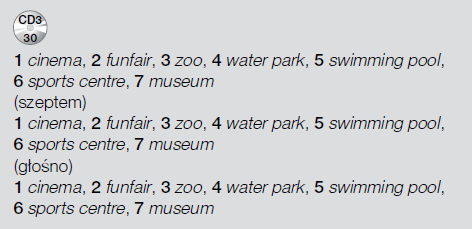 CD3
30
1 cinema, 2 funfair, 3 zoo, 4 water park, 5 swimming pool,
6 sports centre, 7 museum
(szeptem)
1 cinema, 2 funfair, 3 zoo, 4 water park, 5 swimming pool,
6 sports centre, 7 museum
(głośno)
1 cinema, 2 funfair, 3 zoo, 4 water park, 5 swimming pool,
6 sports centre, 7 museum